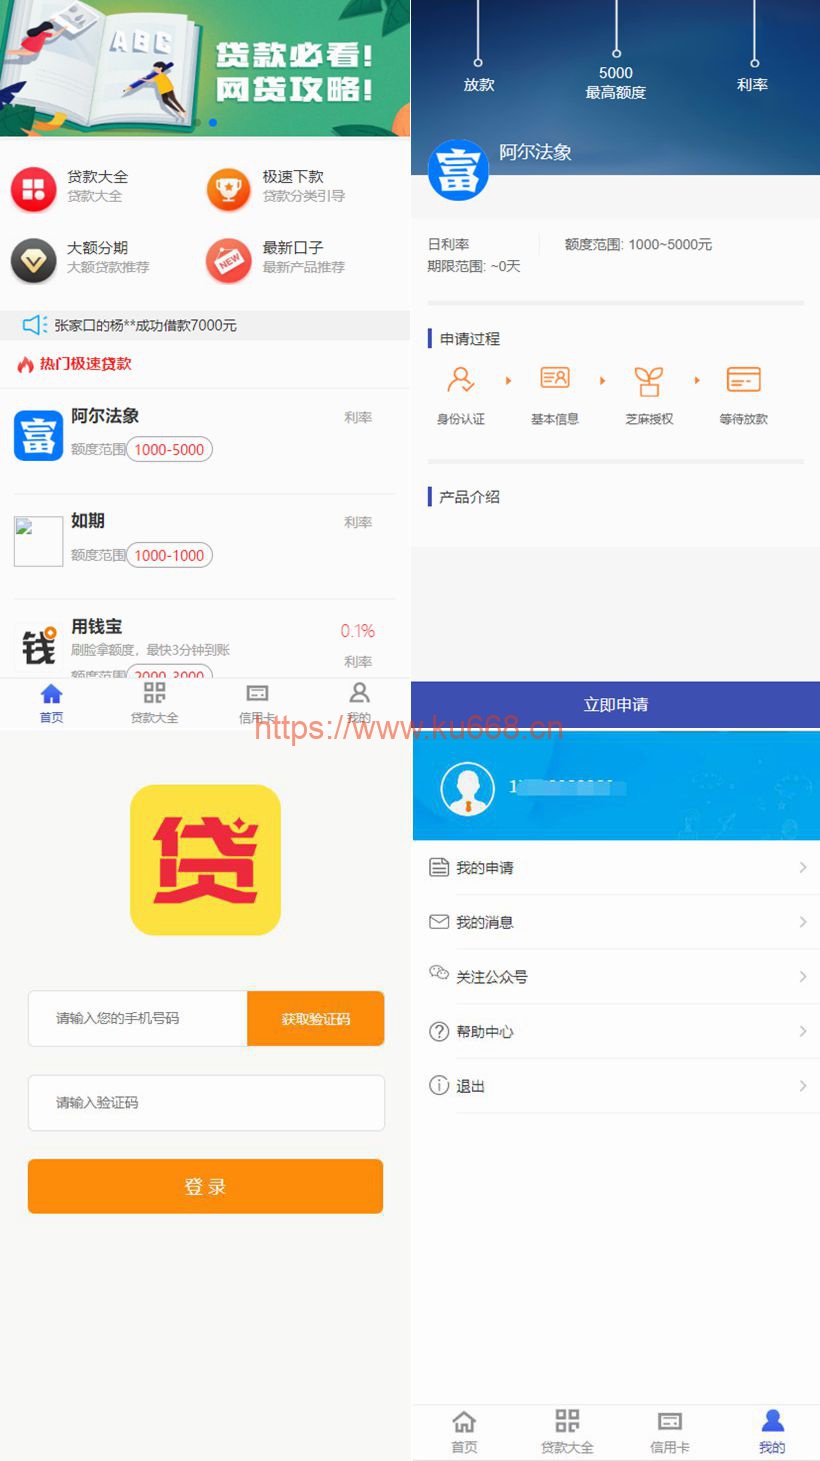 ABC
贷款必看!
网贷攻略!
贷款大全
贷款大全
极速下款
贷款分类引导
大额分期
大额贷款推荐
NEW
最新口子
最新产品推荐
张家口的杨**成功借款7000元
热门极速贷款
富
阿尔法象
利率
额度范围 1000-5000
如期
利率
额度范围 1000-1000
钱
用钱宝
0.1%
刷脸拿额度，最快3分钟到账
利率
额度范围 2000-3000
首页
贷款大全
信用卡
我的
放款
5000
最高额度
利率
富
阿尔法象
日利率
额度范围: 1000~5000元
期限范围: ~0天
申请过程
身份认证
基本信息
芝麻授权
等待放款
产品介绍
立即申请
https://www.ku668.cn
贷
请输入您的手机号码
获取验证码
请输入验证码
登录
我的申请
我的消息
关注公众号
帮助中心
退出
首页
贷款大全
信用卡
我的